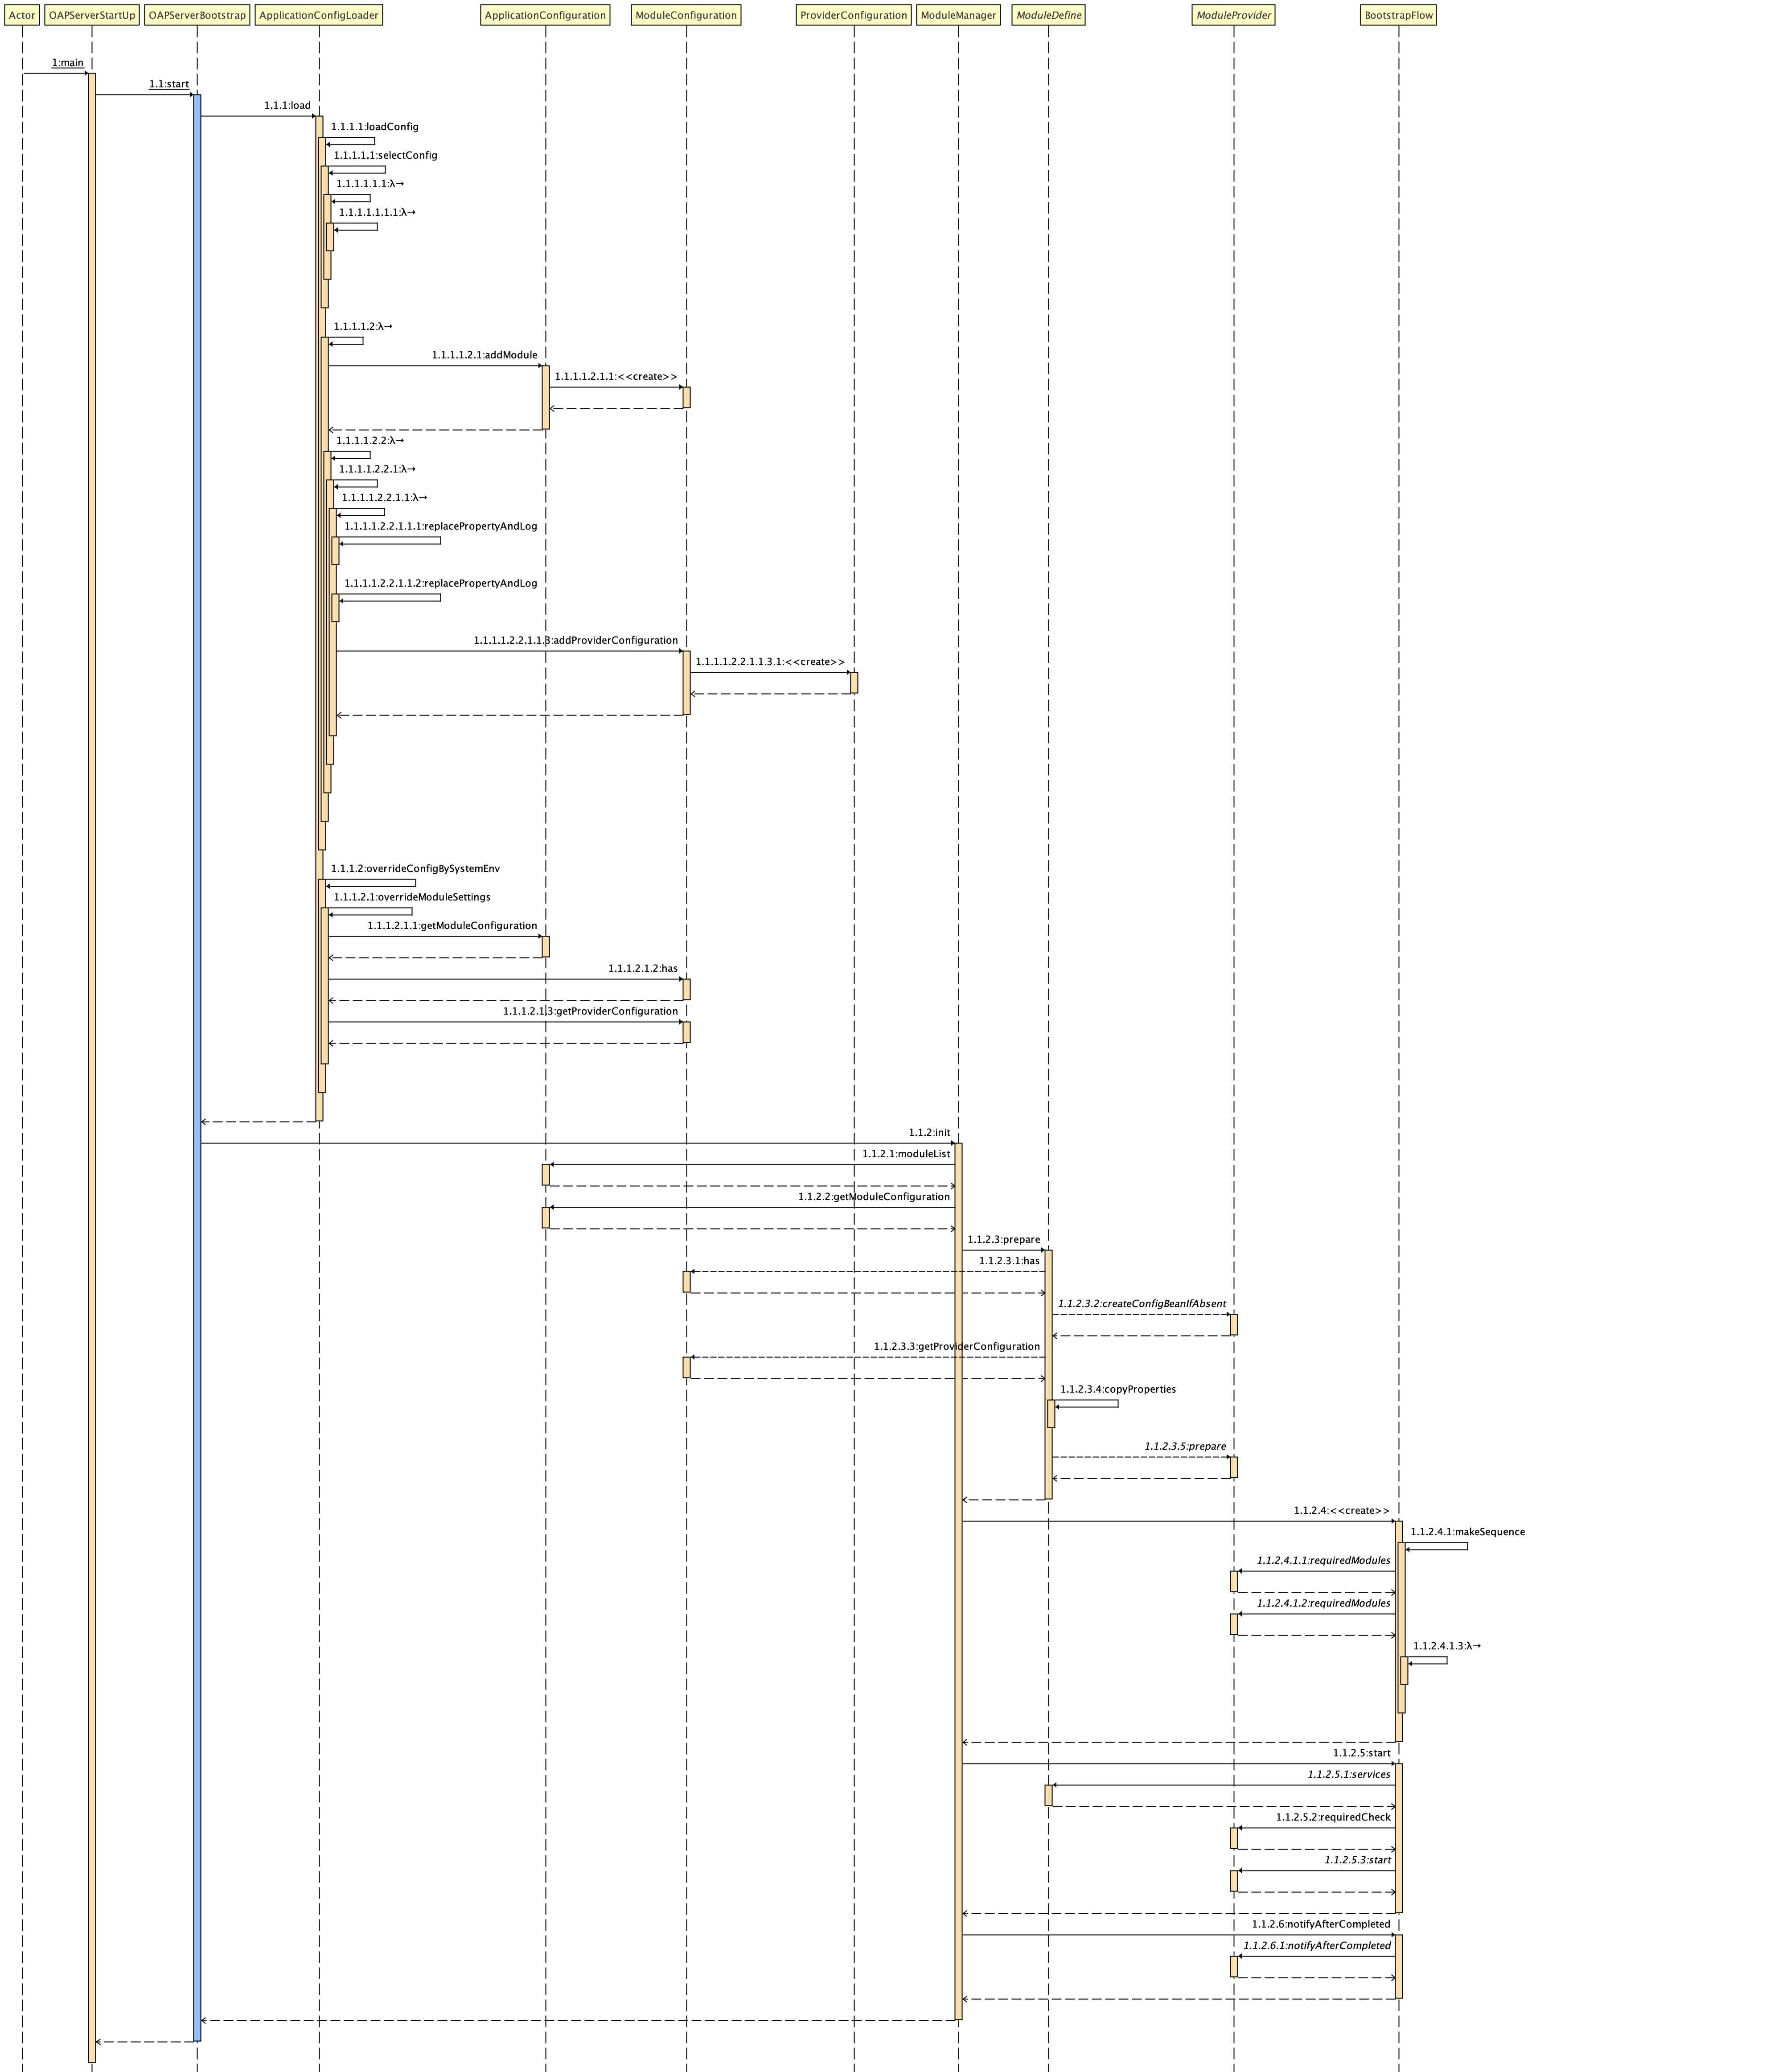 Actor
OAPServerStartUp
OAPServerBootstrap
ApplicationConfigLoader
ApplicationConfiguration
ModuleConfiguration
ProviderConfiguration
ModuleManager
ModuleDefine
ModuleProvider
BootstrapFlow
1:main
1.1:start
1.1.1:load
1.1.1.1:loadConfig
1.1.1.1.1:selectConfig
1.1.1.1.1.1:λ→
1.1.1.1.1.1.1:λ→
1.1.1.1.2:λ→
1.1.1.1.2.1:addModule
1.1.1.1.2.1.1:<<create>>
1.1.1.1.2.2:λ→
1.1.1.1.2.2.1:λ→
1.1.1.1.2.2.1.1:λ→
1.1.1.1.2.2.1.1.1:replacePropertyAndLog
1.1.1.1.2.2.1.1.2:replacePropertyAndLog
1.1.1.1.2.2.1.1.3:addProviderConfiguration
1.1.1.1.2.2.1.1.3.1:<<create>>
1.1.1.2:overrideConfigBySystemEnv
1.1.1.2.1:overrideModuleSettings
1.1.1.2.1.1:getModuleConfiguration
1.1.1.2.1.2:has
1.1.1.2.1.3:getProviderConfiguration
1.1.2:init
1.1.2.1:moduleList
1.1.2.2:getModuleConfiguration
1.1.2.3:prepare
1.1.2.3.1:has
1.1.2.3.2:createConfigBeanIfAbsent
1.1.2.3.3:getProviderConfiguration
1.1.2.3.4:copyProperties
1.1.2.3.5:prepare
1.1.2.4:<<create>>
1.1.2.4.1:makeSequence
1.1.2.4.1.1:requiredModules
1.1.2.4.1.2:requiredModules
1.1.2.4.1.3:λ→
1.1.2.5:start
1.1.2.5.1:services
1.1.2.5.2:requiredCheck
1.1.2.5.3:start
1.1.2.6:notifyAfterCompleted
1.1.2.6.1:notifyAfterCompleted